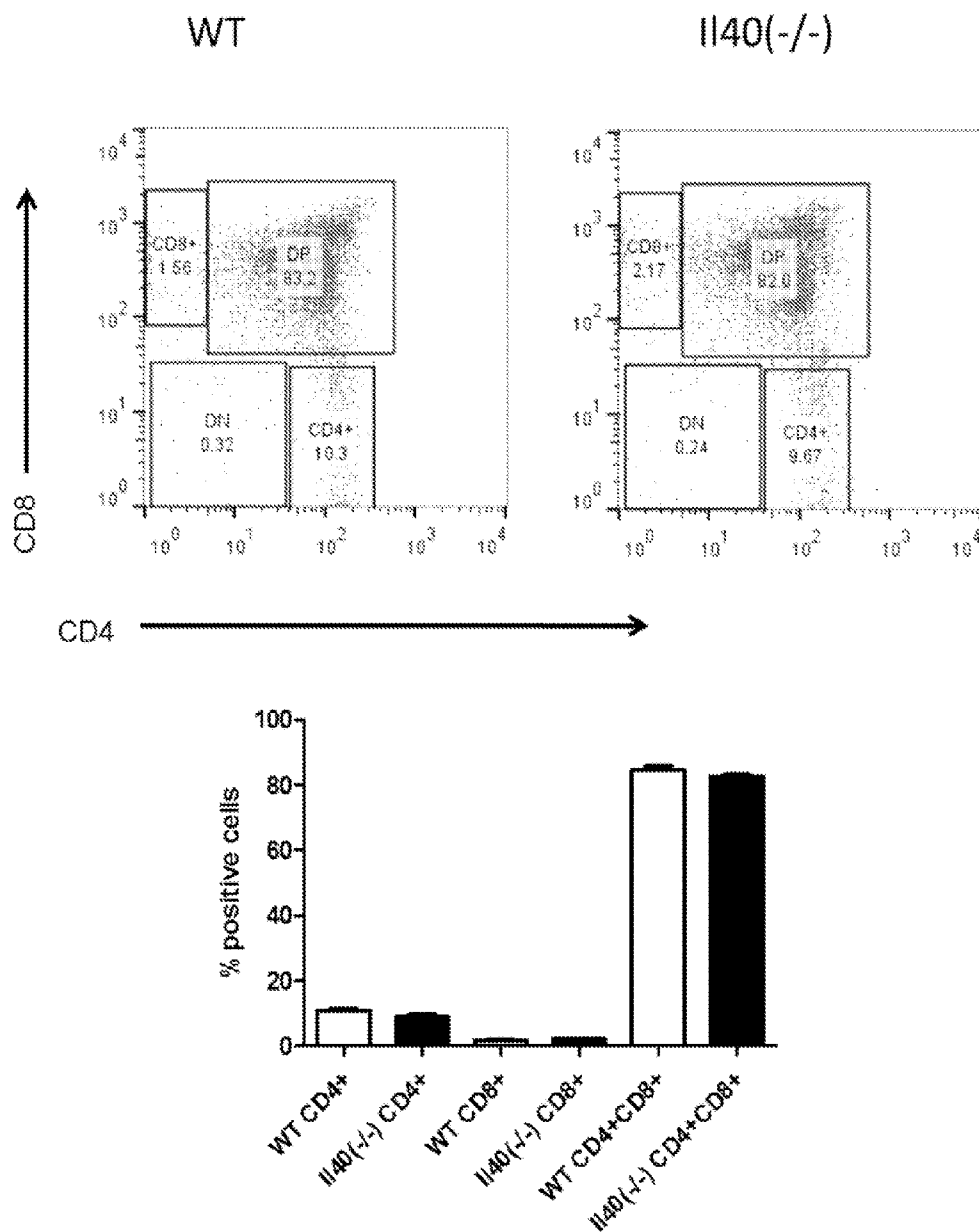 WT
Il40(-/-)
10^4
10^3
10^2
10^1
10^0
CD8+
1.56
DP
83.2
DN
0.32
CD4+
10.3
10^0 10^1 10^2 10^3 10^4
10^4
10^3
10^2
10^1
10^0
CD8+
2.17
DP
82.0
DN
0.24
CD4+
9.67
10^0 10^1 10^2 10^3 10^4
CD8
CD4
100
80
60
40
20
0
% positive cells
WT CD4+
Il40(-/-) CD4+
WT CD8+
Il40(-/-) CD8+
WT CD4+CD8+
Il40(-/-) CD4+CD8+